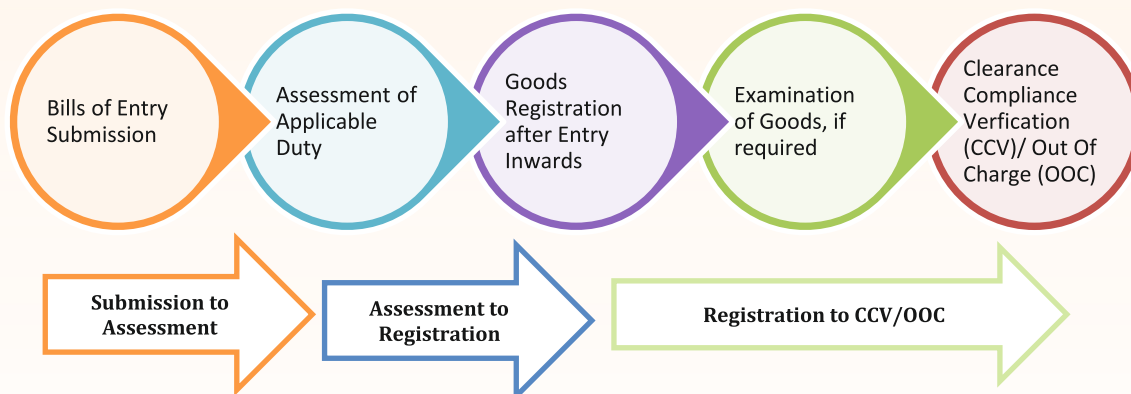 Bills of Entry
Submission
Assessment of
Applicable
Duty
Goods
Registration
after Entry
Inwards
Examination
of Goods, if
required
Clearance
Compliance
Verfication
(CCV)/ Out Of
Charge (OOC)
Submission to
Assessment
Assessment to
Registration
Registration to CCV/OOC